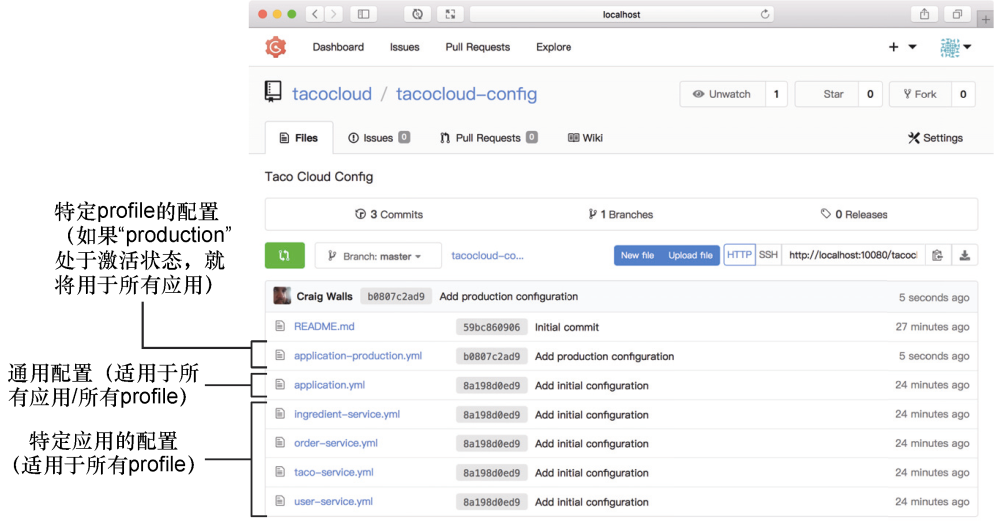 localhost
Dashboard Issues Pull Requests Explore
tacocloud / tacocloud-config
Unwatch 1 Star 0 Fork 0
Files Issues 0 Pull Requests 0 Wiki Settings
Taco Cloud Config
3 Commits 1 Branches 0 Releases
Branch: master tacocloud-co... New file Upload file HTTP SSH http://localhost:10080/tacocl
Craig Walls b0807c2ad9 Add production configuration 5 seconds ago
README.md 59bc860906 Initial commit 27 minutes ago
application-production.yml b0807c2ad9 Add production configuration 5 seconds ago
application.yml 8a198d0ed9 Add initial configuration 24 minutes ago
ingredient-service.yml 8a198d0ed9 Add initial configuration 24 minutes ago
order-service.yml 8a198d0ed9 Add initial configuration 24 minutes ago
taco-service.yml 8a198d0ed9 Add initial configuration 24 minutes ago
user-service.yml 8a198d0ed9 Add initial configuration 24 minutes ago
特定profile的配置
（如果“production”
处于激活状态，就
将用于所有应用）
通用配置（适用于所
有应用/所有profile）
特定应用的配置
（适用于所有profile）